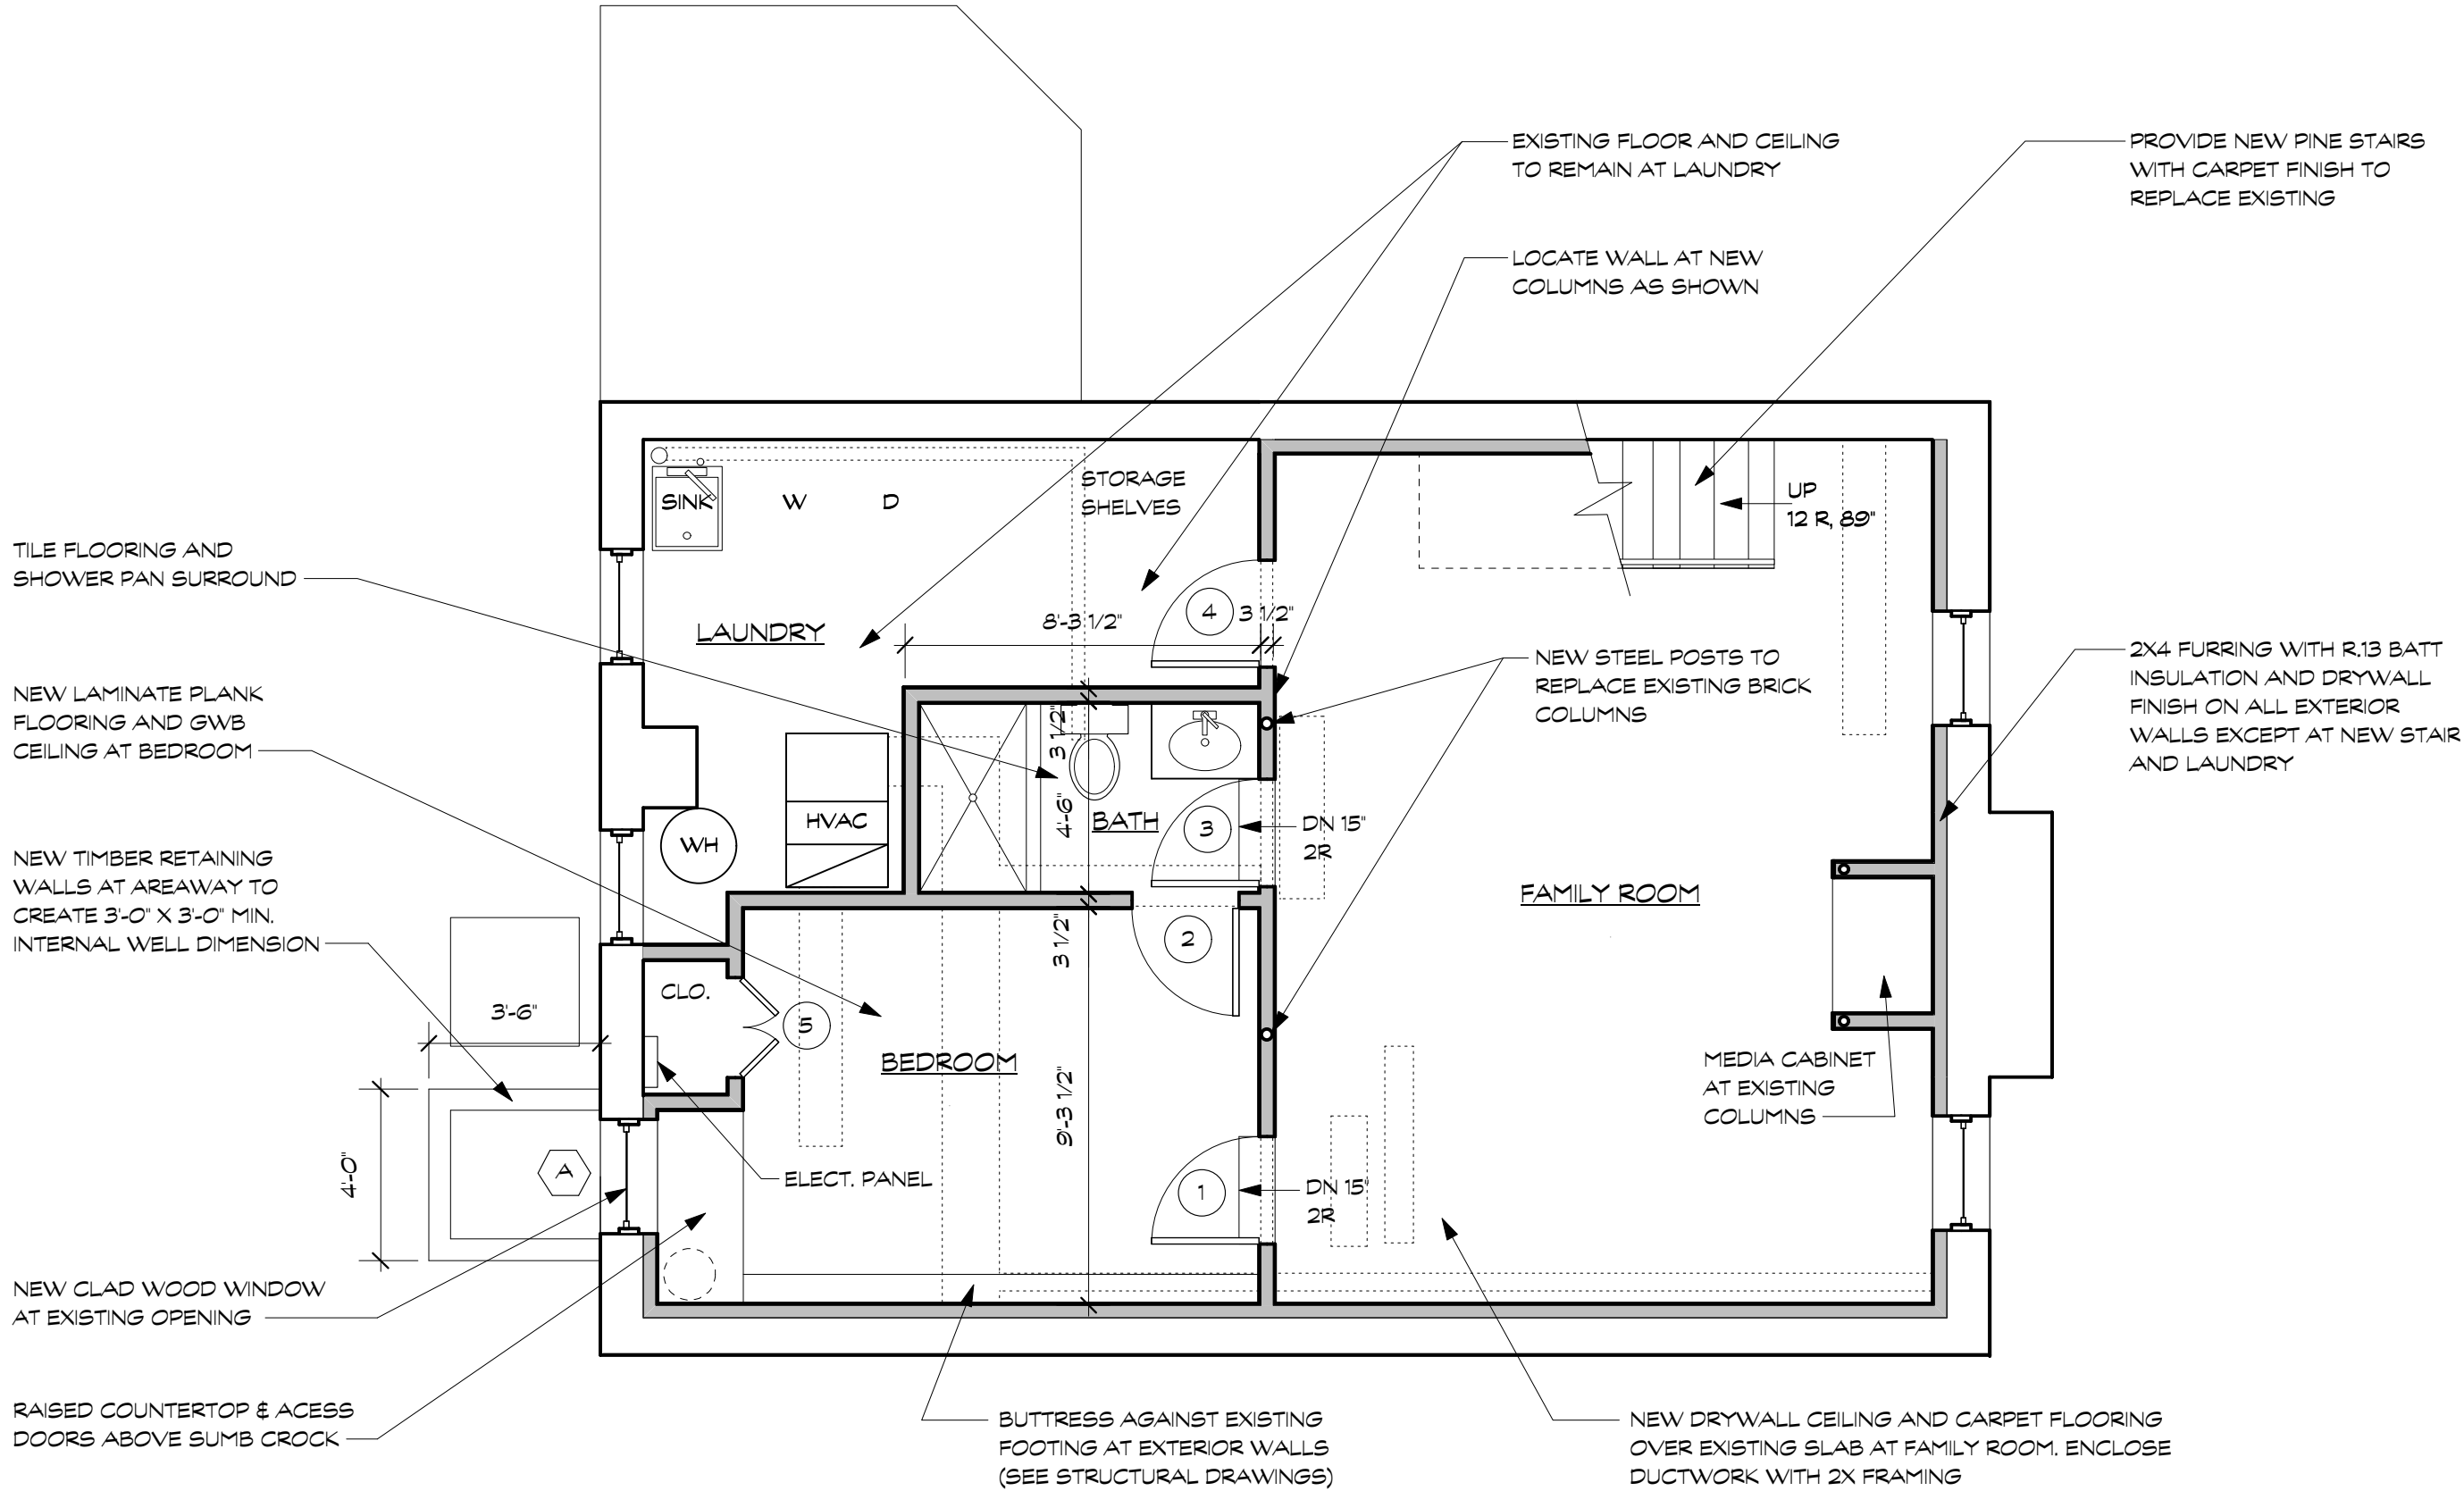 EXISTING FLOOR AND CEILING
TO REMAIN AT LAUNDRY
PROVIDE NEW PINE STAIRS
WITH CARPET FINISH TO
REPLACE EXISTING
LOCATE WALL AT NEW
COLUMNS AS SHOWN
STORAGE
SHELVES
SINK
W
D
UP
12 R, 89"
TILE FLOORING AND
SHOWER PAN SURROUND
LAUNDRY
8'-3 1/2"
4
3 1/2"
NEW STEEL POSTS TO
REPLACE EXISTING BRICK
COLUMNS
2X4 FURRING WITH R.13 BATT
INSULATION AND DRYWALL
FINISH ON ALL EXTERIOR
WALLS EXCEPT AT NEW STAIR
AND LAUNDRY
NEW LAMINATE PLANK
FLOORING AND GWB
CEILING AT BEDROOM
3 1/2"
4'-6"
HVAC
BATH
3
DN 15"
2R
WH
NEW TIMBER RETAINING
WALLS AT AREAWAY TO
CREATE 3'-0" X 3'-0" MIN.
INTERNAL WELL DIMENSION
FAMILY ROOM
3 1/2"
2
CLO.
3'-6"
5
BEDROOM
9'-3 1/2"
MEDIA CABINET
AT EXISTING
COLUMNS
4'-0"
A
ELECT. PANEL
1
DN 15"
2R
NEW CLAD WOOD WINDOW
AT EXISTING OPENING
RAISED COUNTERTOP & ACESS
DOORS ABOVE SUMB CROCK
BUTTRESS AGAINST EXISTING
FOOTING AT EXTERIOR WALLS
(SEE STRUCTURAL DRAWINGS)
NEW DRYWALL CEILING AND CARPET FLOORING
OVER EXISTING SLAB AT FAMILY ROOM. ENCLOSE
DUCTWORK WITH 2X FRAMING